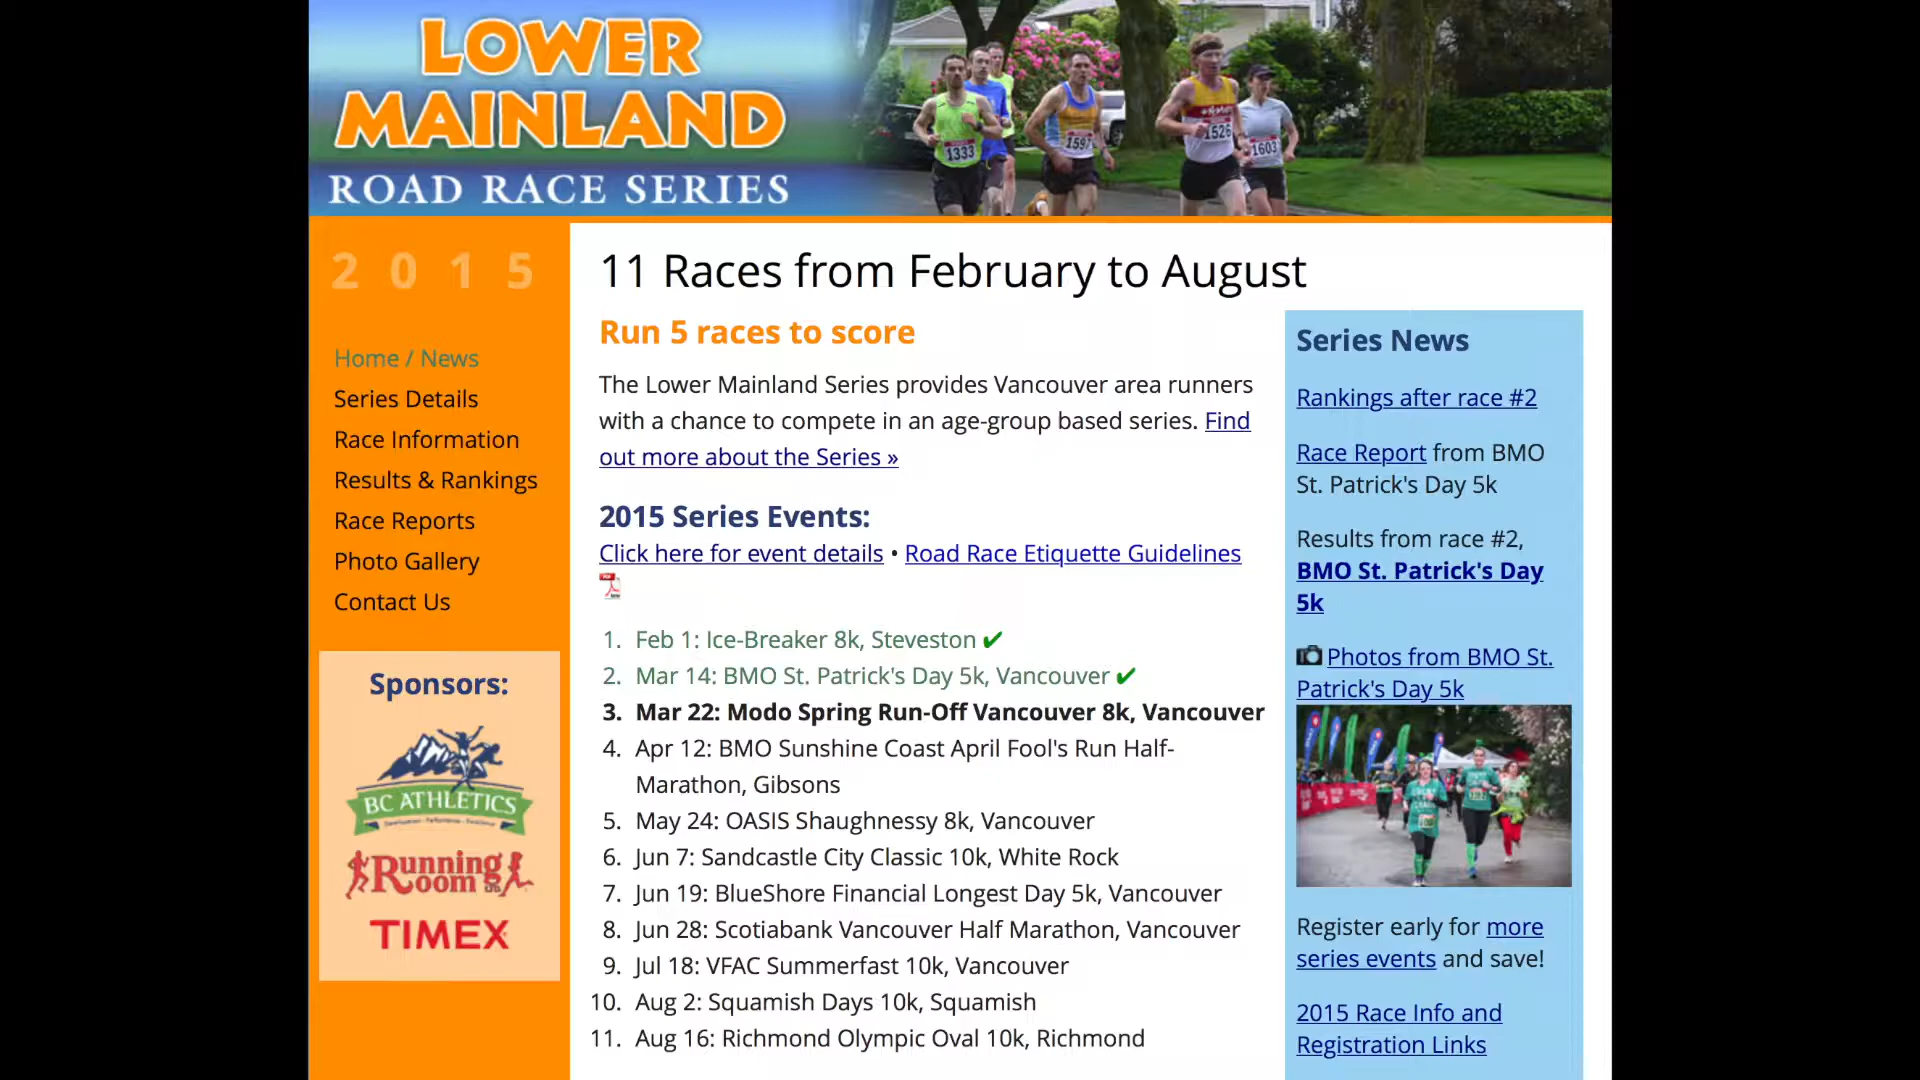 LOWER
MAINLAND
ROAD RACE SERIES
1333
1597
1526
1603
2015
Home / News
Series Details
Race Information
Results & Rankings
Race Reports
Photo Gallery
Contact Us
Sponsors:
BC ATHLETICS
Running
Room
TIMEX
11 Races from February to August
Run 5 races to score
The Lower Mainland Series provides Vancouver area runners
with a chance to compete in an age-group based series. Find
out more about the Series »
2015 Series Events:
Click here for event details • Road Race Etiquette Guidelines
1. Feb 1: Ice-Breaker 8k, Steveston ✔
2. Mar 14: BMO St. Patrick's Day 5k, Vancouver ✔
3. Mar 22: Modo Spring Run-Off Vancouver 8k, Vancouver
4. Apr 12: BMO Sunshine Coast April Fool's Run Half-
Marathon, Gibsons
5. May 24: OASIS Shaughnessy 8k, Vancouver
6. Jun 7: Sandcastle City Classic 10k, White Rock
7. Jun 19: BlueShore Financial Longest Day 5k, Vancouver
8. Jun 28: Scotiabank Vancouver Half Marathon, Vancouver
9. Jul 18: VFAC Summerfast 10k, Vancouver
10. Aug 2: Squamish Days 10k, Squamish
11. Aug 16: Richmond Olympic Oval 10k, Richmond
Series News
Rankings after race #2
Race Report from BMO
St. Patrick's Day 5k
Results from race #2,
BMO St. Patrick's Day
5k
Photos from BMO St.
Patrick's Day 5k
Register early for more
series events and save!
2015 Race Info and
Registration Links